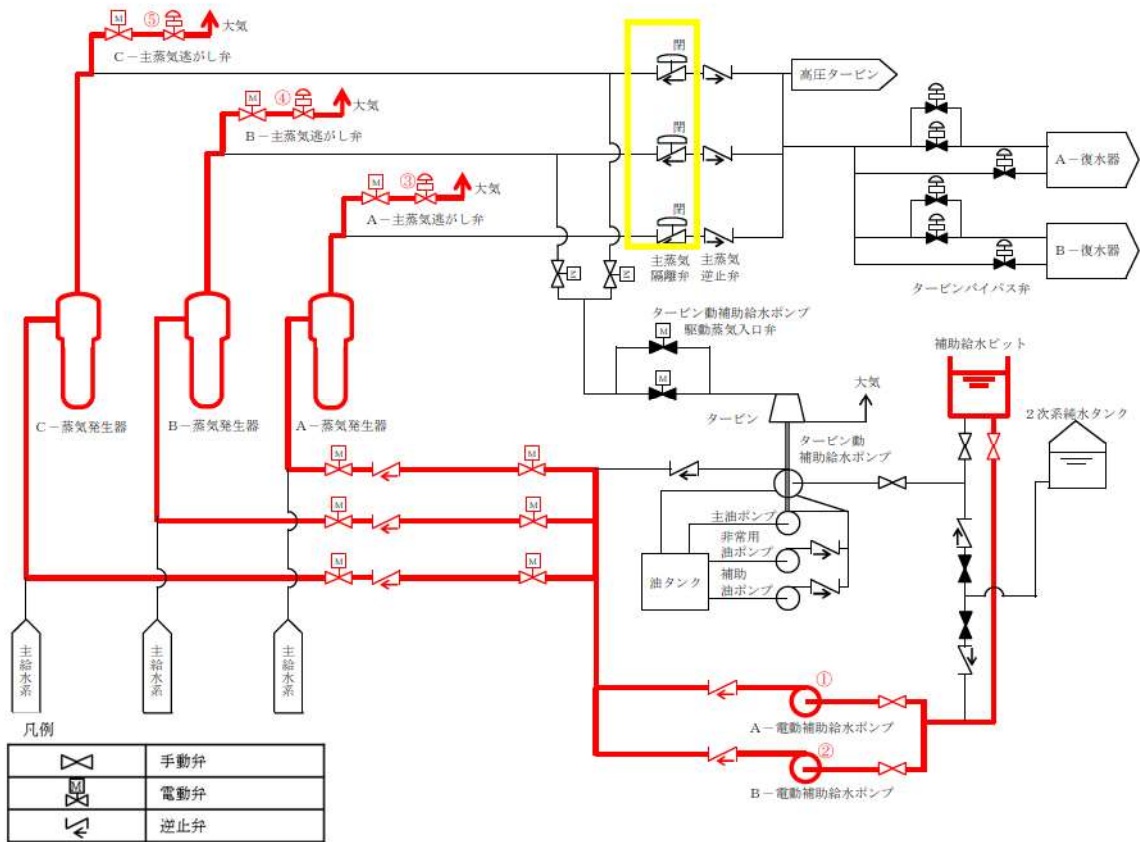 ⑤
M
大気
C－主蒸気逃がし弁
④
M
大気
B－主蒸気逃がし弁
③
M
大気
A－主蒸気逃がし弁
閉
閉
閉
主蒸気
隔離弁
主蒸気
逆止弁
高圧タービン
A－復水器
B－復水器
タービンバイパス弁
M
M
タービン動補助給水ポンプ
駆動蒸気入口弁
M
M
タービン
大気
補助給水ピット
2次系純水タンク
C－蒸気発生器
B－蒸気発生器
A－蒸気発生器
タービン動
補助給水ポンプ
M
M
M
M
M
M
主油ポンプ
非常用
油ポンプ
補助
油ポンプ
油タンク
主給水系
主給水系
主給水系
①
A－電動補助給水ポンプ
②
B－電動補助給水ポンプ
凡例
手動弁
M
電動弁
逆止弁